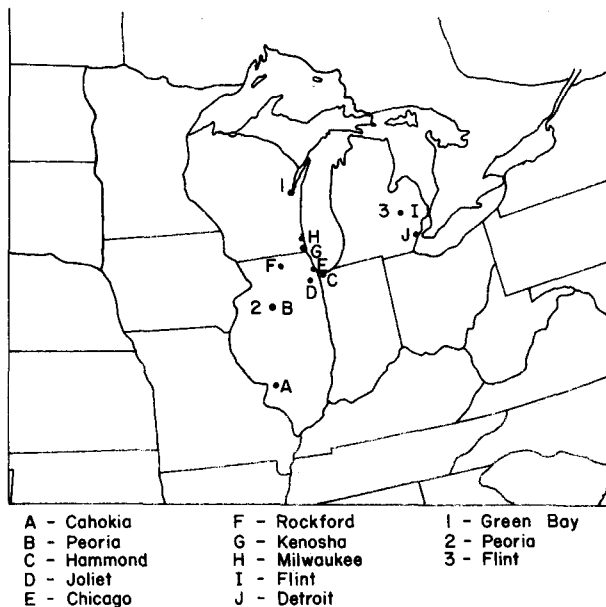 1
3 I
J
H
G
F
E
C
D
2 B
A
A - Cahokia
B - Peoria
C - Hammond
D - Joliet
E - Chicago
F - Rockford
G - Kenosha
H - Milwaukee
I - Flint
J - Detroit
1 - Green Bay
2 - Peoria
3 - Flint